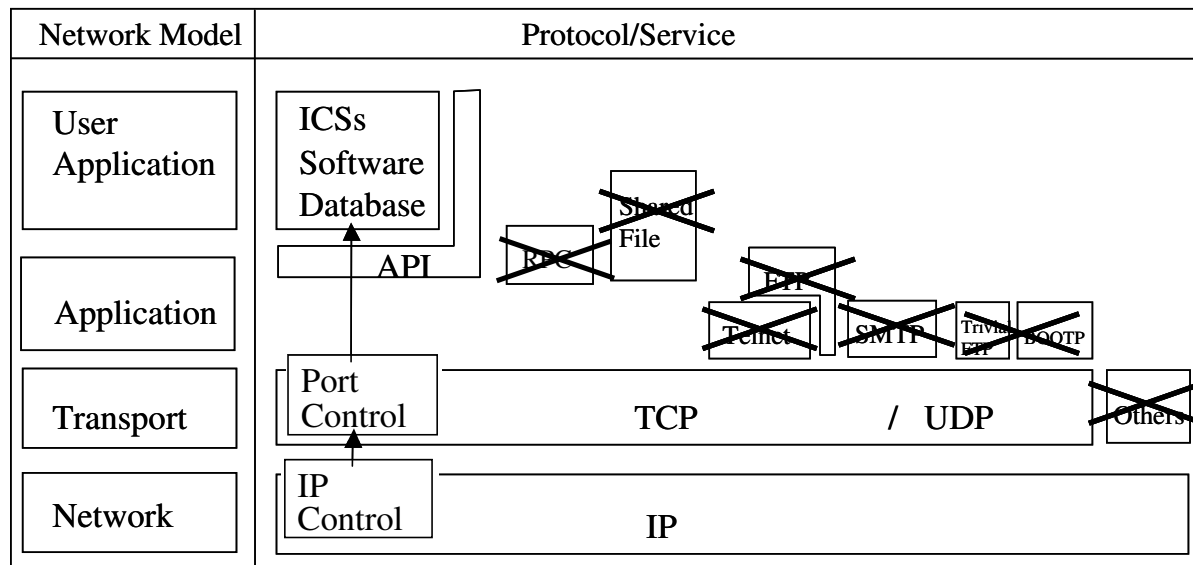 Network Model
Protocol/Service
User
Application
ICSs
Software
Database
Shared
File
RPC
API
Application
FTP
Telnet
SMTP
Trivial
FTP
BOOTP
Transport
Port
Control
TCP
/ UDP
Others
Network
IP
Control
IP